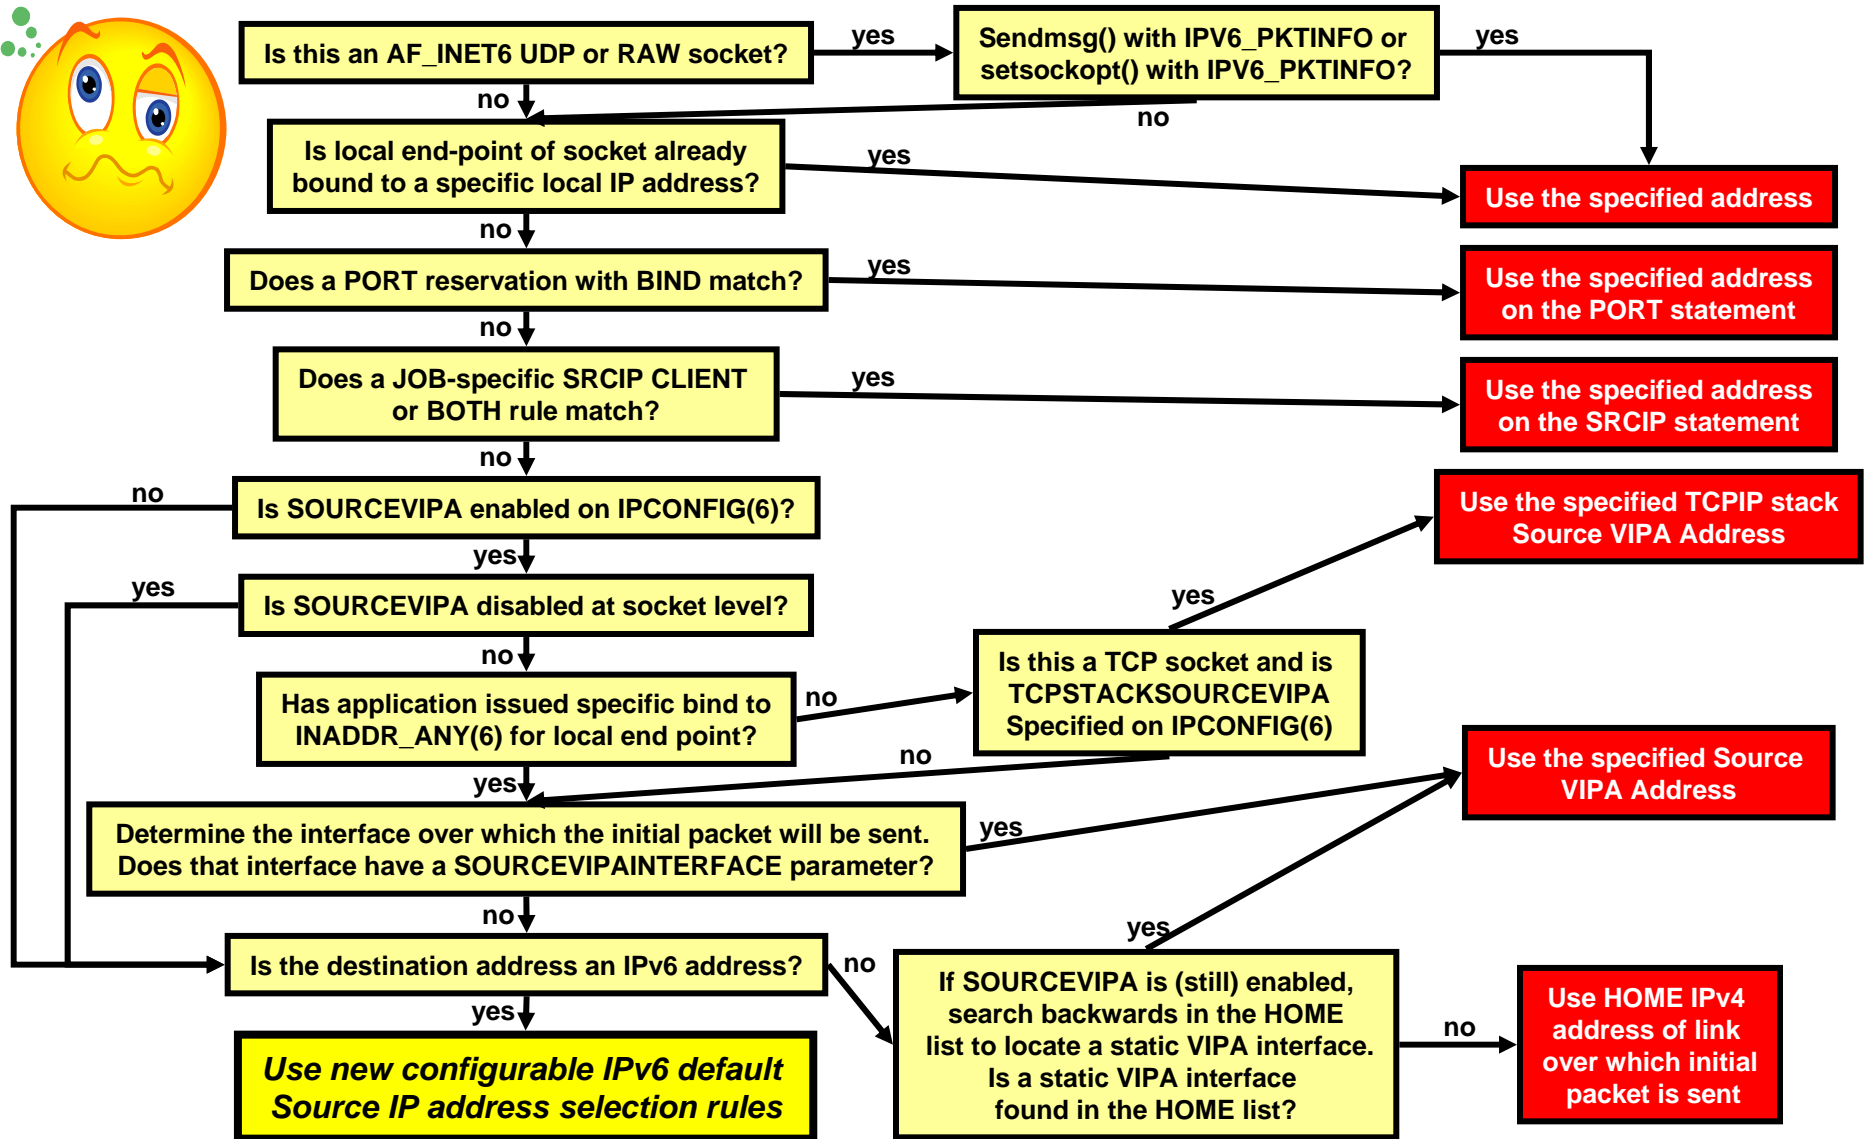 Is this an AF_INET6 UDP or RAW socket?
yes
Sendmsg() with IPV6_PKTINFO or
setsockopt() with IPV6_PKTINFO?
yes
no
no
Is local end-point of socket already
bound to a specific local IP address?
yes
Use the specified address
no
Does a PORT reservation with BIND match?
yes
Use the specified address
on the PORT statement
no
Does a JOB-specific SRCIP CLIENT
or BOTH rule match?
yes
Use the specified address
on the SRCIP statement
no
no
Is SOURCEVIPA enabled on IPCONFIG(6)?
Use the specified TCPIP stack
Source VIPA Address
yes
yes
Is SOURCEVIPA disabled at socket level?
yes
no
Has application issued specific bind to
INADDR_ANY(6) for local end point?
no
Is this a TCP socket and is
TCPSTACKSOURCEVIPA
Specified on IPCONFIG(6)
no
Use the specified Source
VIPA Address
yes
Determine the interface over which the initial packet will be sent.
Does that interface have a SOURCEVIPAINTERFACE parameter?
yes
no
yes
Is the destination address an IPv6 address?
no
If SOURCEVIPA is (still) enabled,
search backwards in the HOME
list to locate a static VIPA interface.
Is a static VIPA interface
found in the HOME list?
no
Use HOME IPv4
address of link
over which initial
packet is sent
yes
Use new configurable IPv6 default
Source IP address selection rules